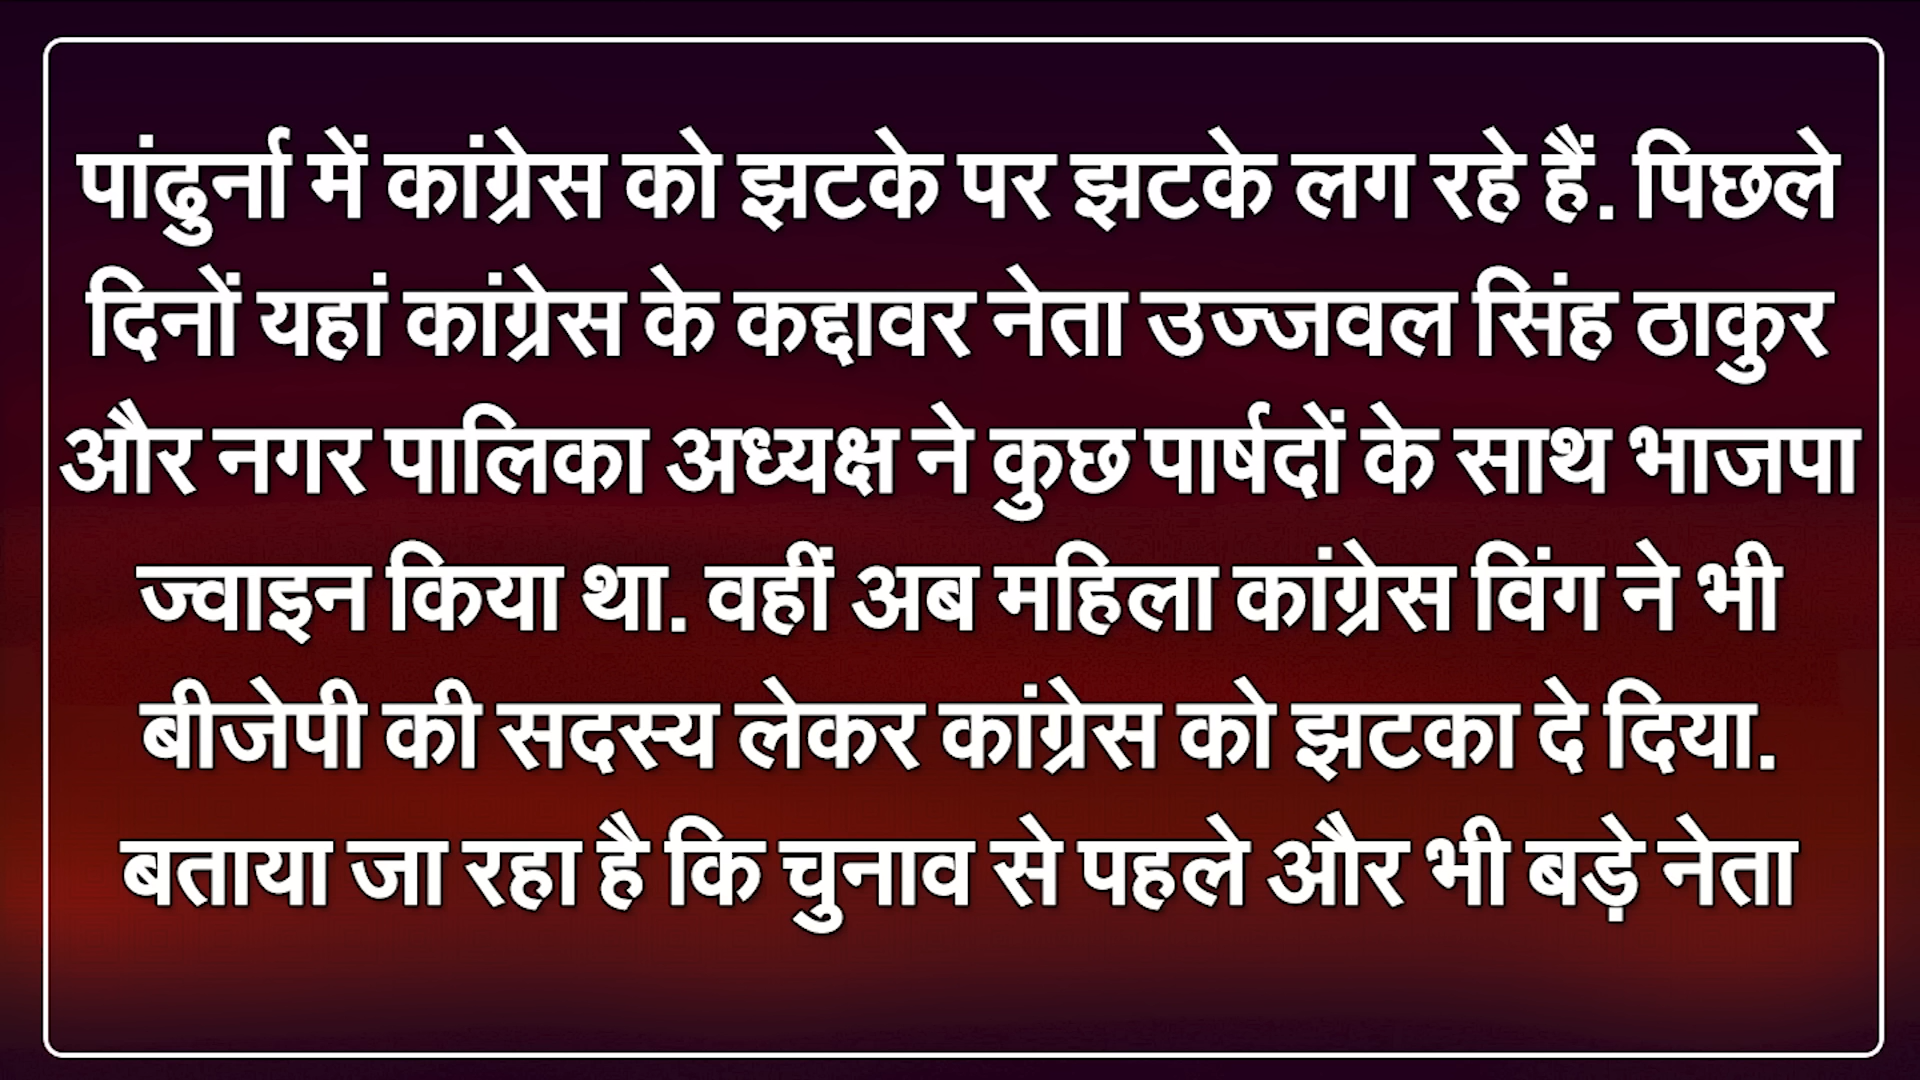 पांढुर्ना में कांग्रेस को झटके पर झटके लग रहे हैं. पिछले
दिनों यहां कांग्रेस के कद्दावर नेता उज्जवल सिंह ठाकुर
और नगर पालिका अध्यक्ष ने कुछ पार्षदों के साथ भाजपा
ज्वाइन किया था. वहीं अब महिला कांग्रेस विंग ने भी
बीजेपी की सदस्य लेकर कांग्रेस को झटका दे दिया.
बताया जा रहा है कि चुनाव से पहले और भी बड़े नेता